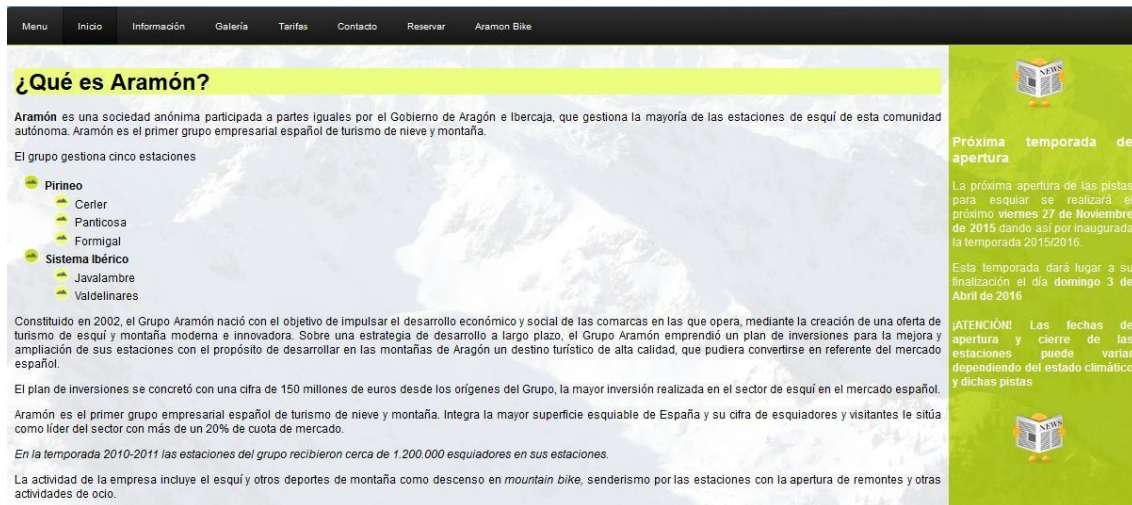 Menu Inicio Información Galería Tarifas Contacto Reservar Aramon Bike
¿Qué es Aramón?
Aramón es una sociedad anónima participada a partes iguales por el Gobierno de Aragón e Ibercaja, que gestiona la mayoría de las estaciones de esquí de esta comunidad
autónoma. Aramón es el primer grupo empresarial español de turismo de nieve y montaña.
El grupo gestiona cinco estaciones
Pirineo
Cerler
Panticosa
Formigal
Sistema Ibérico
Javalambre
Valdelinares
Constituido en 2002, el Grupo Aramón nació con el objetivo de impulsar el desarrollo económico y social de las comarcas en las que opera, mediante la creación de una oferta de
turismo de esquí y montaña moderna e innovadora. Sobre una estrategia de desarrollo a largo plazo, el Grupo Aramón emprendió un plan de inversiones para la mejora y
ampliación de sus estaciones con el propósito de desarrollar en las montañas de Aragón un destino turístico de alta calidad, que pudiera convertirse en referente del mercado
español.
El plan de inversiones se concretó con una cifra de 150 millones de euros desde los orígenes del Grupo, la mayor inversión realizada en el sector de esquí en el mercado español.
Aramón es el primer grupo empresarial español de turismo de nieve y montaña. Integra la mayor superficie esquiable de España y su cifra de esquiadores y visitantes le sitúa
como líder del sector con más de un 20% de cuota de mercado.
En la temporada 2010-2011 las estaciones del grupo recibieron cerca de 1.200.000 esquiadores en sus estaciones.
La actividad de la empresa incluye el esquí y otros deportes de montaña como descenso en mountain bike, senderismo por las estaciones con la apertura de remontes y otras
actividades de ocio.
NEWS
Próxima temporada de
apertura
La próxima apertura de las pistas
para esquiar se realizará el
próximo viernes 27 de Noviembre
de 2015 dando así por inaugurada
la temporada 2015/2016.
Esta temporada dará lugar a su
finalización el día domingo 3 de
Abril de 2016
¡ATENCIÓN! Las fechas de
apertura y cierre de las
estaciones puede variar
dependiendo del estado climático
y dichas pistas
NEWS